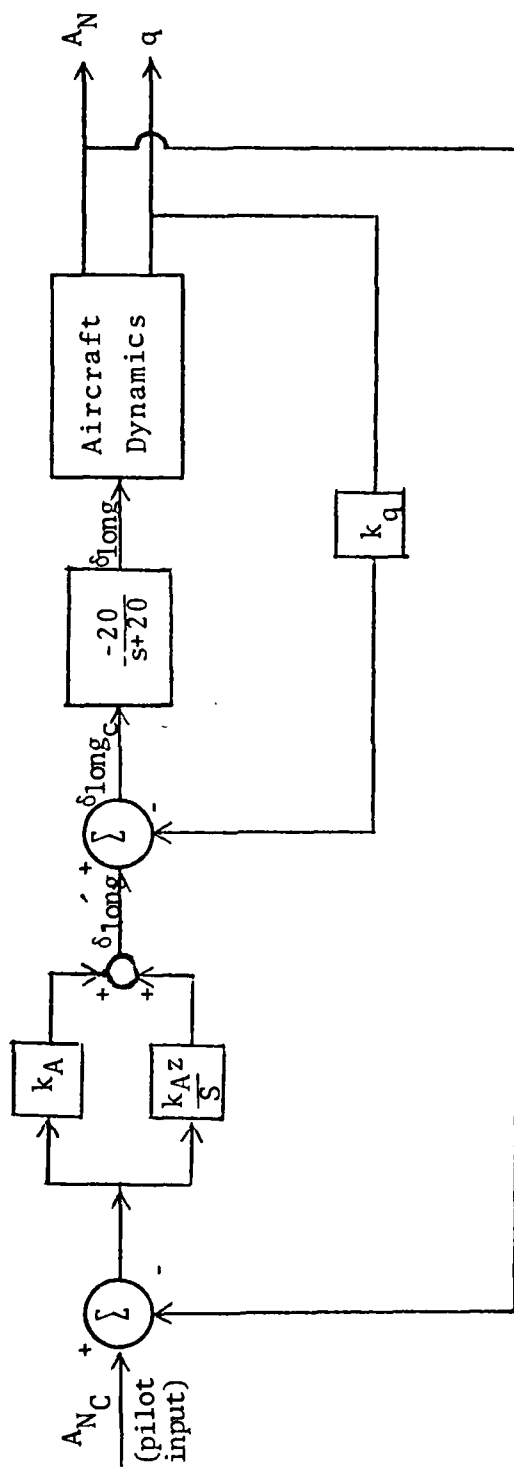 A_N_C
(pilot
input)
+
Σ
-
k_A
k_A z
S
+
+
δ_long´
+
Σ
-
δ_long_c
-20
s+20
δ_long
Aircraft
Dynamics
A_N
q
k_q